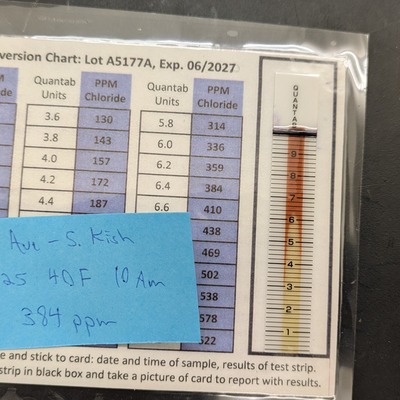 version Chart: Lot A5177A, Exp. 06/2027
de
Quantab Units PPM Chloride
3.6 130
3.8 143
4.0 157
4.2 172
4.4 187
Quantab Units PPM Chloride
5.8 314
6.0 336
6.2 359
6.4 384
6.6 410
438
469
502
538
578
622
QUANTAB
9
8
7
6
5
4
3
2
1
Ave - S. Kish
25 40F 10 Am
384 ppm
e and stick to card: date and time of sample, results of test strip.
strip in black box and take a picture of card to report with results.